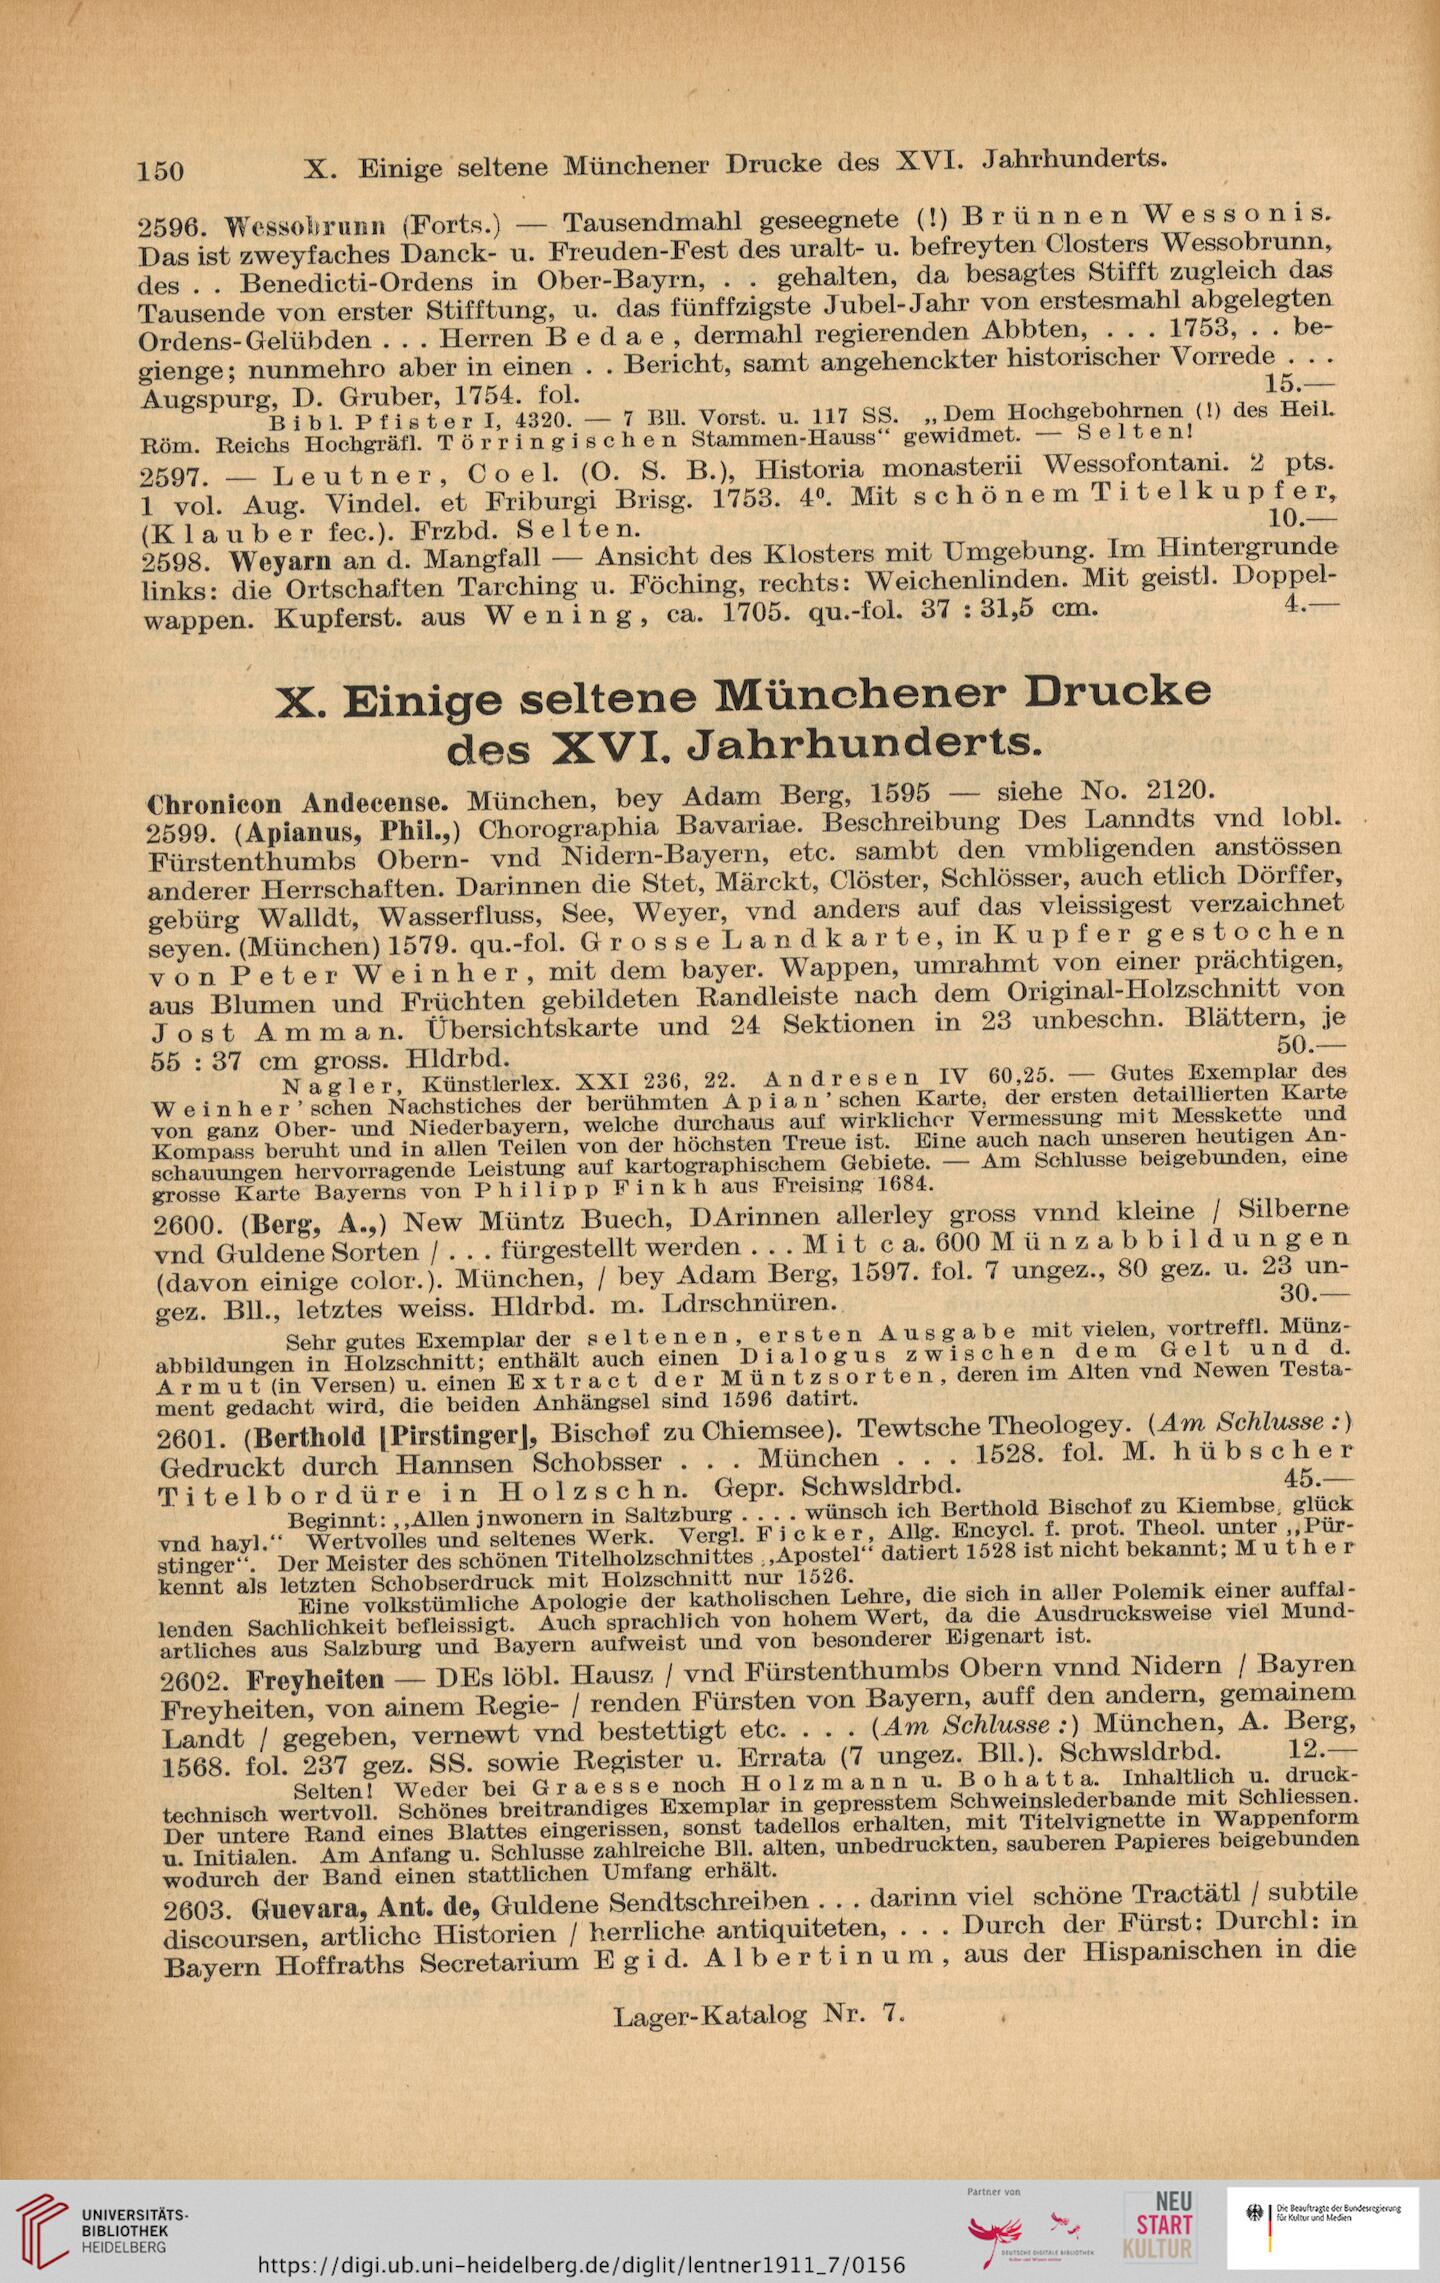 150 X. Einige seltene Münchener Drucke des XVI. Jahrhunderts.
2596. Wessobrunn (Forts.) — Tausendmahl geseegnete (!) Brünnen Wessonis.
Das ist zweyfaches Danck- u. Freuden-Fest des uralt- u. befreyten Closters Wessobrunn,
des . . Benedicti-Ordens in Ober-Bayrn, . . gehalten, da besagtes Stifft zugleich das
Tausende von erster Stifftung, u. das fünffzigste Jubel-Jahr von erstesmahl abgelegten
Ordens-Gelübden . . . Herren Bedae, dermahl regierenden Abbten, . . . 1753, . . be-
gienge; nunmehro aber in einen . . Bericht, samt angehenckter historischer Vorrede . . .
Augspurg, D. Gruber, 1754. fol. 15.—
Bibl. Pfister I, 4320. — 7 Bll. Vorst. u. 117 SS. „Dem Hochgebohrnen (!) des Heil.
Röm. Reichs Hochgräfl. Törringischen Stammen-Hauss“ gewidmet. — Selten!
2597. — Leutner, Coel. (O. S. B.), Historia monasterii Wessofontani. 2 pts.
1 vol. Aug. Vindel. et Friburgi Brisg. 1753. 4⁰. Mit schönem Titelkupfer,
(Klauber fec.). Frzbd. Selten. 10.—
2598. Weyarn an d. Mangfall — Ansicht des Klosters mit Umgebung. Im Hintergrunde
links: die Ortschaften Tarching u. Föching, rechts: Weichenlinden. Mit geistl. Doppel-
wappen. Kupferst. aus Wening, ca. 1705. qu.-fol. 37 : 31,5 cm. 4.—
X. Einige seltene Münchener Drucke
des XVI. Jahrhunderts.
Chronicon Andecense. München, bey Adam Berg, 1595 — siehe No. 2120.
2599. (Apianus, Phil.,) Chorographia Bavariae. Beschreibung Des Lanndts vnd lobl.
Fürstenthumbs Obern- vnd Nidern-Bayern, etc. sambt den vmbligenden anstössen
anderer Herrschaften. Darinnen die Stet, Märckt, Clöster, Schlösser, auch etlich Dörffer,
gebürg Walldt, Wasserfluss, See, Weyer, vnd anders auf das vleissigest verzaichnet
seyen. (München) 1579. qu.-fol. Grosse Landkarte, in Kupfer gestochen
von Peter Weinher, mit dem bayer. Wappen, umrahmt von einer prächtigen,
aus Blumen und Früchten gebildeten Randleiste nach dem Original-Holzschnitt von
Jost Amman. Übersichtskarte und 24 Sektionen in 23 unbeschn. Blättern, je
55 : 37 cm gross. Hldrbd. 50.—
Nagler, Künstlerlex. XXI 236, 22. Andresen IV 60,25. — Gutes Exemplar des
Weinher'schen Nachstiches der berühmten Apian'schen Karte, der ersten detaillierten Karte
von ganz Ober- und Niederbayern, welche durchaus auf wirklicher Vermessung mit Messkette und
Kompass beruht und in allen Teilen von der höchsten Treue ist. Eine auch nach unseren heutigen An-
schauungen hervorragende Leistung auf kartographischem Gebiete. — Am Schlusse beigebunden, eine
grosse Karte Bayerns von Philipp Finkh aus Freising 1684.
2600. (Berg, A.,) New Müntz Buech, DArinnen allerley gross vnnd kleine / Silberne
vnd Guldene Sorten / . . . fürgestellt werden . . . Mit ca. 600 Münzabbildungen
(davon einige color.). München, / bey Adam Berg, 1597. fol. 7 ungez., 80 gez. u. 23 un-
gez. Bll., letztes weiss. Hldrbd. m. Ldrschnüren. 30.—
Sehr gutes Exemplar der seltenen, ersten Ausgabe mit vielen, vortreffl. Münz-
abbildungen in Holzschnitt; enthält auch einen Dialogus zwischen dem Gelt und d.
Armut (in Versen) u. einen Extract der Müntzsorten, deren im Alten vnd Newen Testa-
ment gedacht wird, die beiden Anhängsel sind 1596 datirt.
2601. (Berthold [Pirstinger], Bischof zu Chiemsee). Tewtsche Theologey. (Am Schlusse :)
Gedruckt durch Hannsen Schobsser . . . München . . . 1528. fol. M. hübscher
Titelbordüre in Holzschn. Gepr. Schwsldrbd. 45.—
Beginnt: „Allen jnwonern in Saltzburg . . . . wünsch ich Berthold Bischof zu Kiembse, glück
vnd hayl.“ Wertvolles und seltenes Werk. Vergl. Ficker, Allg. Encycl. f. prot. Theol. unter „Pür-
stinger“. Der Meister des schönen Titelholzschnittes „Apostel“ datiert 1528 ist nicht bekannt; Muther
kennt als letzten Schobserdruck mit Holzschnitt nur 1526.
Eine volkstümliche Apologie der katholischen Lehre, die sich in aller Polemik einer auffal-
lenden Sachlichkeit befleissigt. Auch sprachlich von hohem Wert, da die Ausdrucksweise viel Mund-
artliches aus Salzburg und Bayern aufweist und von besonderer Eigenart ist.
2602. Freyheiten — DEs löbl. Hausz / vnd Fürstenthumbs Obern vnnd Nidern / Bayren
Freyheiten, von ainem Regie- / renden Fürsten von Bayern, auff den andern, gemainem
Landt / gegeben, vernewt vnd bestettigt etc. . . . (Am Schlusse :) München, A. Berg,
1568. fol. 237 gez. SS. sowie Register u. Errata (7 ungez. Bll.). Schwsldrbd. 12.—
Selten! Weder bei Graesse noch Holzmann u. Bohatta. Inhaltlich u. druck-
technisch wertvoll. Schönes breitrandiges Exemplar in gepresstem Schweinslederbande mit Schliessen.
Der untere Rand eines Blattes eingerissen, sonst tadellos erhalten, mit Titelvignette in Wappenform
u. Initialen. Am Anfang u. Schlusse zahlreiche Bll. alten, unbedruckten, sauberen Papieres beigebunden
wodurch der Band einen stattlichen Umfang erhält.
2603. Guevara, Ant. de, Guldene Sendtschreiben . . . darinn viel schöne Tractätl / subtile
discoursen, artliche Historien / herrliche antiquiteten, . . . Durch der Fürst: Durchl: in
Bayern Hoffraths Secretarium Egid. Albertinum, aus der Hispanischen in die
Lager-Katalog Nr. 7.
UNIVERSITÄTS-
BIBLIOTHEK
HEIDELBERG
https://digi.ub.uni-heidelberg.de/diglit/lentner1911_7/0156
Partner von
DEUTSCHE DIGITALE BIBLIOTHEK
Kultur und Wissen online
NEU
START
KULTUR
Die Beauftragte der Bundesregierung
für Kultur und Medien